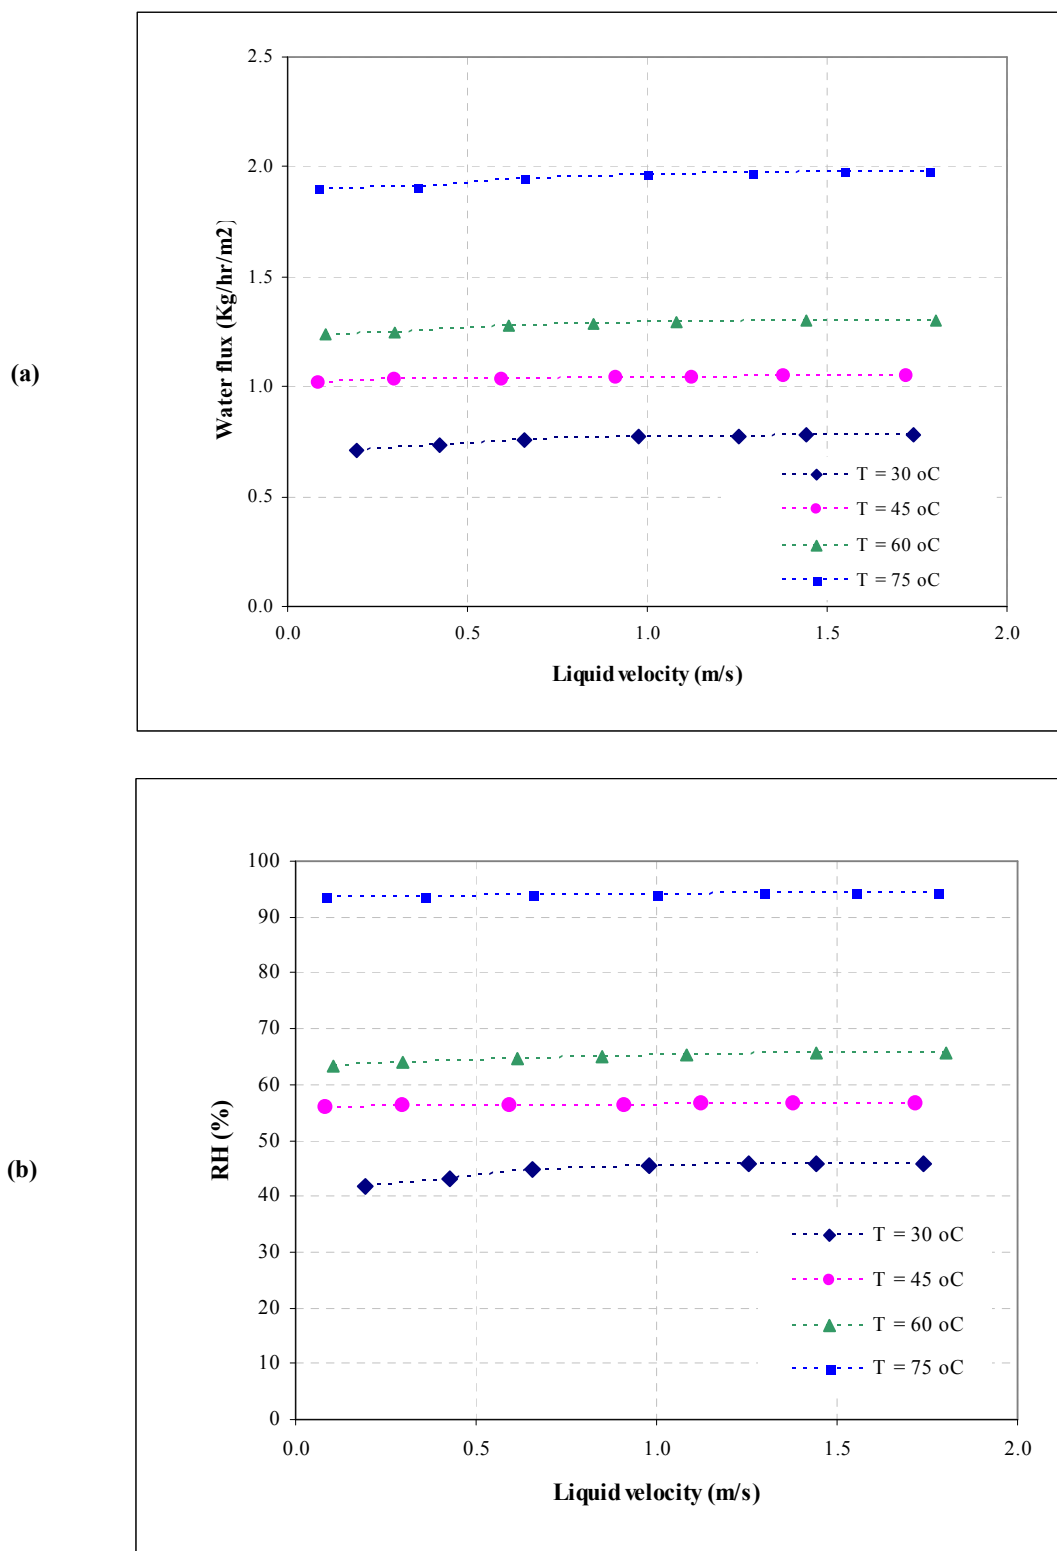 (a)
Water flux (Kg/hr/m2)
2.5
2.0
1.5
1.0
0.5
0.0
0.0 0.5 1.0 1.5 2.0
Liquid velocity (m/s)
T = 30 oC
T = 45 oC
T = 60 oC
T = 75 oC
(b)
RH (%)
100
90
80
70
60
50
40
30
20
10
0
0.0 0.5 1.0 1.5 2.0
Liquid velocity (m/s)
T = 30 oC
T = 45 oC
T = 60 oC
T = 75 oC